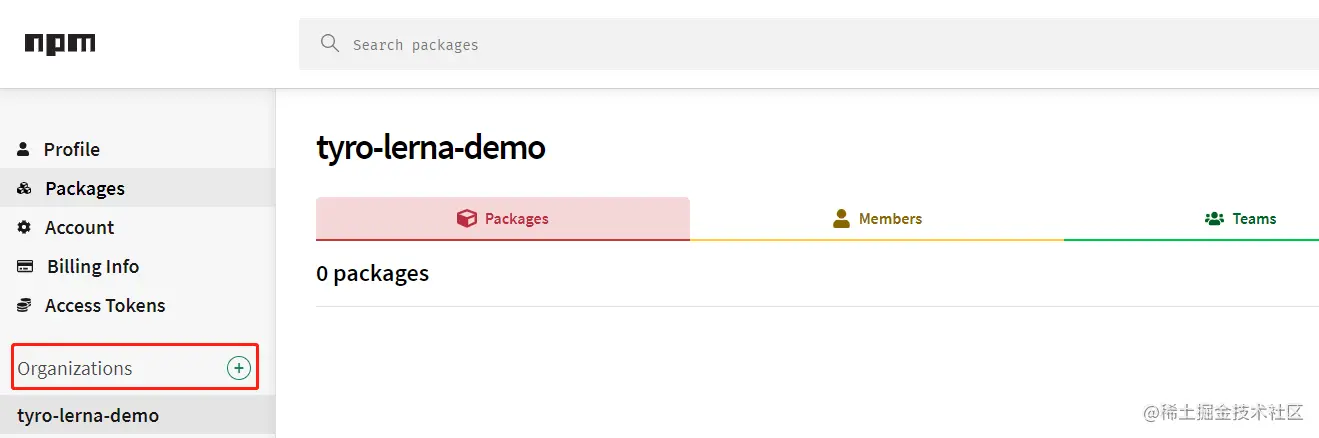 npm
Search packages
Profile
Packages
Account
Billing Info
Access Tokens
Organizations
tyro-lerna-demo
tyro-lerna-demo
Packages
Members
Teams
0 packages
@稀土掘金技术社区